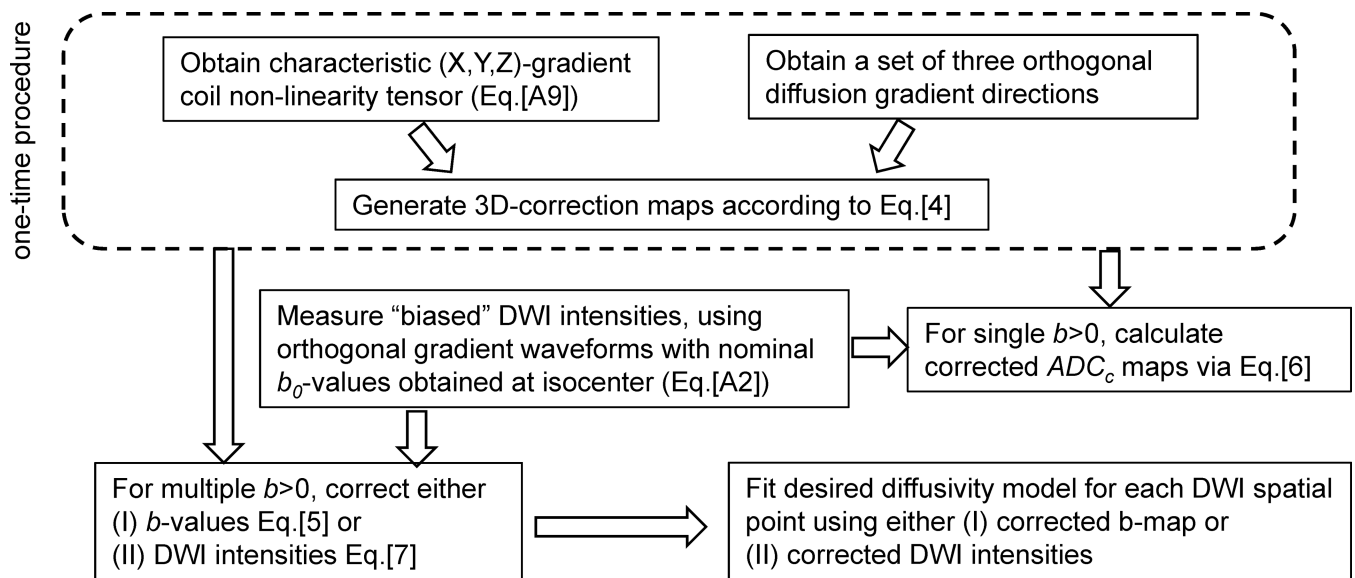 one-time procedure
Obtain characteristic (X,Y,Z)-gradient
coil non-linearity tensor (Eq.[A9])
Obtain a set of three orthogonal
diffusion gradient directions
Generate 3D-correction maps according to Eq.[4]
Measure “biased” DWI intensities, using
orthogonal gradient waveforms with nominal
b0-values obtained at isocenter (Eq.[A2])
For single b>0, calculate
corrected ADCc maps via Eq.[6]
For multiple b>0, correct either
(I) b-values Eq.[5] or
(II) DWI intensities Eq.[7]
Fit desired diffusivity model for each DWI spatial
point using either (I) corrected b-map or
(II) corrected DWI intensities